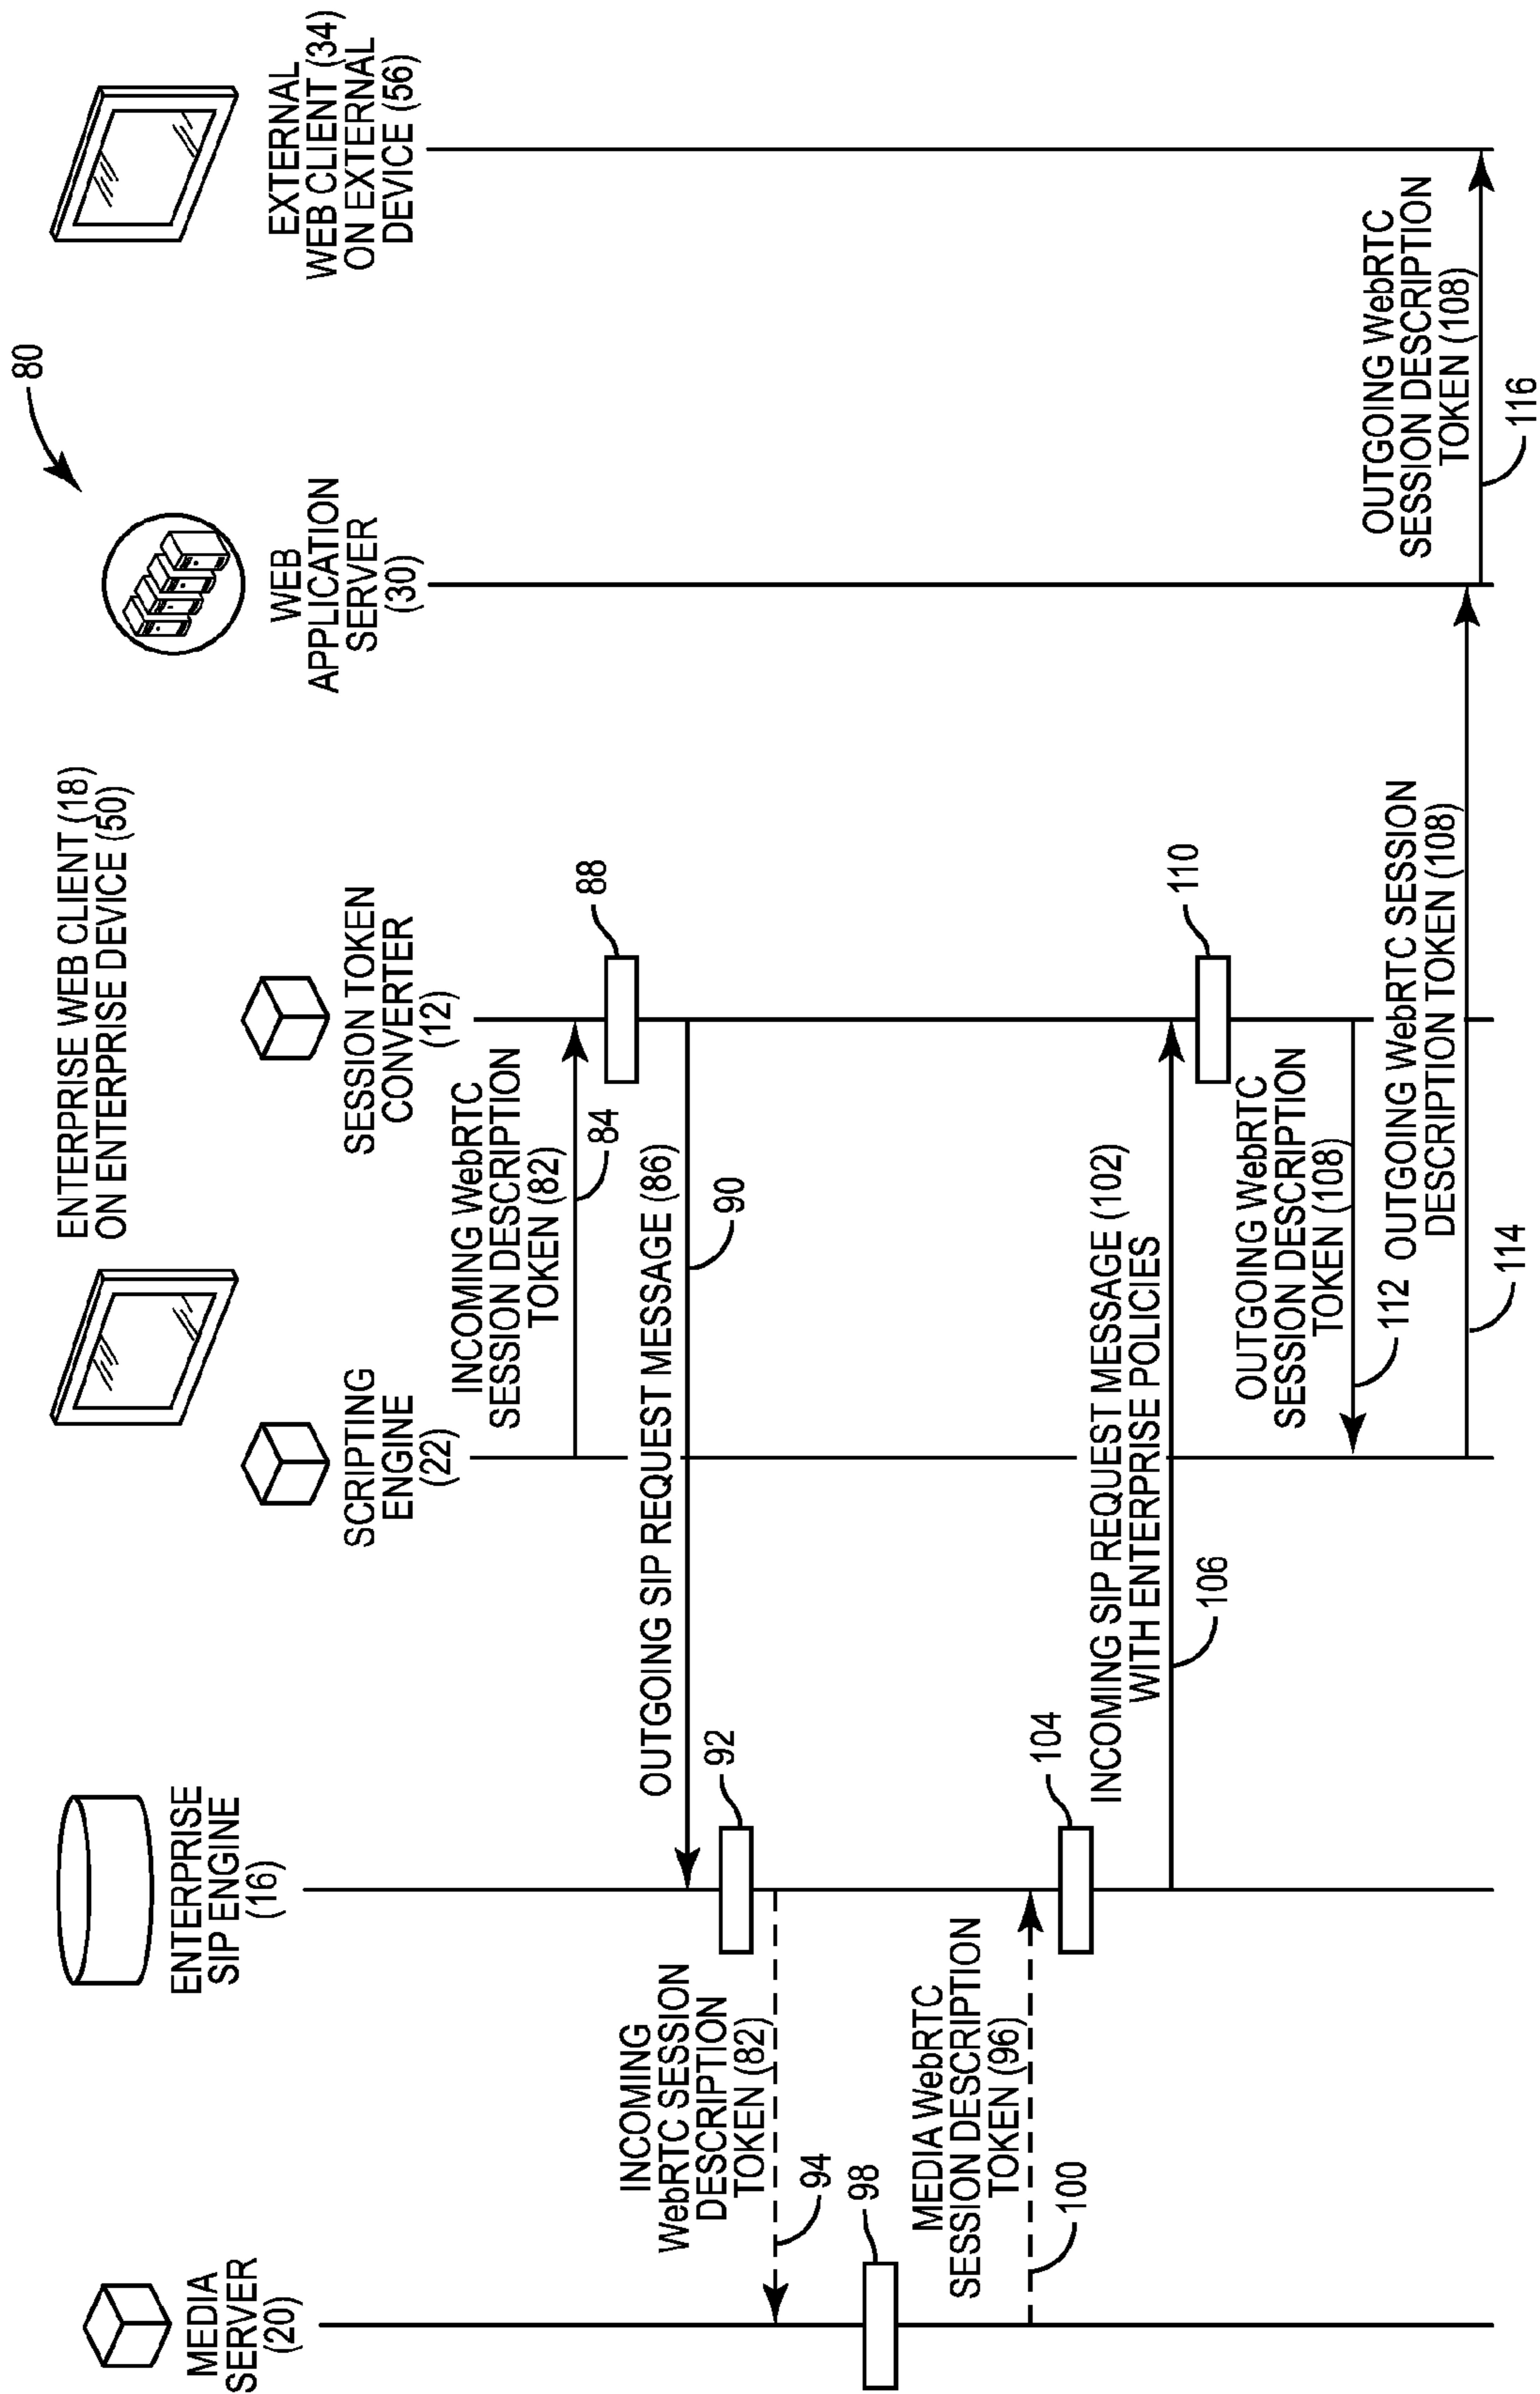 80
MEDIA
SERVER
(20)
ENTERPRISE
SIP ENGINE
(16)
SCRIPTING
ENGINE
(22)
ENTERPRISE WEB CLIENT (18)
ON ENTERPRISE DEVICE (50)
SESSION TOKEN
CONVERTER
(12)
WEB
APPLICATION
SERVER
(30)
EXTERNAL
WEB CLIENT (34)
ON EXTERNAL
DEVICE (56)
INCOMING WebRTC
SESSION DESCRIPTION
TOKEN (82)
84
88
OUTGOING SIP REQUEST MESSAGE (86)
90
92
INCOMING
WebRTC SESSION
DESCRIPTION
TOKEN (82)
94
98
MEDIA WebRTC
SESSION DESCRIPTION
TOKEN (96)
100
104
INCOMING SIP REQUEST MESSAGE (102)
WITH ENTERPRISE POLICIES
106
110
OUTGOING WebRTC
SESSION DESCRIPTION
TOKEN (108)
112
OUTGOING WebRTC SESSION
DESCRIPTION TOKEN (108)
114
OUTGOING WebRTC
SESSION DESCRIPTION
TOKEN (108)
116